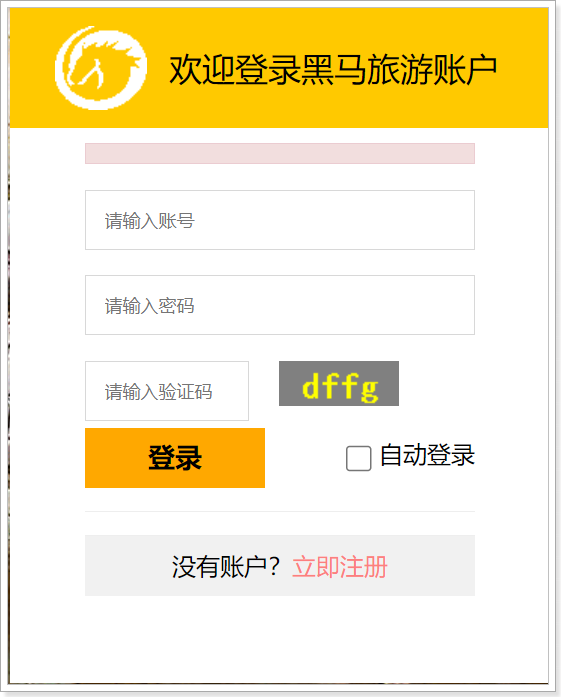 欢迎登录黑马旅游账户
请输入账号
请输入密码
请输入验证码 dffg
登录 自动登录
没有账户？立即注册